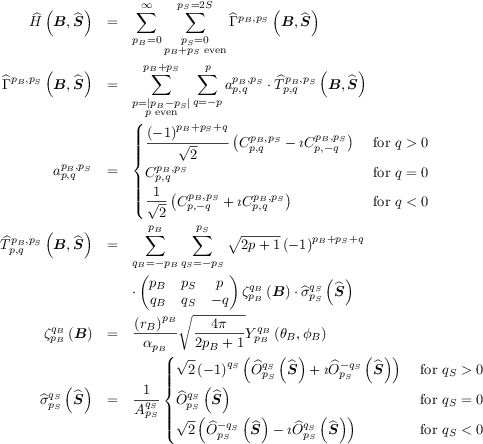 \widehat{H}\left(\boldsymbol{B},\widehat{\boldsymbol{S}}\right) = \sum_{p_B=0}^{\infty} \sum_{\substack{p_S=0 \\ p_B+p_S \text{ even}}}^{p_S=2S} \widehat{\Gamma}^{p_B,p_S}\left(\boldsymbol{B},\widehat{\boldsymbol{S}}\right)
\widehat{\Gamma}^{p_B,p_S}\left(\boldsymbol{B},\widehat{\boldsymbol{S}}\right) = \sum_{\substack{p=|p_B-p_S| \\ p \text{ even}}}^{p_B+p_S} \sum_{q=-p}^{p} a_{p,q}^{p_B,p_S} \cdot \widehat{T}_{p,q}^{p_B,p_S}\left(\boldsymbol{B},\widehat{\boldsymbol{S}}\right)
a_{p,q}^{p_B,p_S} = \begin{cases} \frac{(-1)^{p_B+p_S+q}}{\sqrt{2}}\left(C_{p,q}^{p_B,p_S} - \imath C_{p,-q}^{p_B,p_S}\right) & \text{for } q > 0 \\ C_{p,q}^{p_B,p_S} & \text{for } q = 0 \\ \frac{1}{\sqrt{2}}\left(C_{p,-q}^{p_B,p_S} + \imath C_{p,q}^{p_B,p_S}\right) & \text{for } q < 0 \end{cases}
\widehat{T}_{p,q}^{p_B,p_S}\left(\boldsymbol{B},\widehat{\boldsymbol{S}}\right) = \sum_{q_B=-p_B}^{p_B} \sum_{q_S=-p_S}^{p_S} \sqrt{2p+1}\,(-1)^{p_B+p_S+q}
\cdot \begin{pmatrix} p_B & p_S & p \\ q_B & q_S & -q \end{pmatrix} \zeta_{p_B}^{q_B}(\boldsymbol{B}) \cdot \widehat{\sigma}_{p_S}^{q_S}\left(\widehat{\boldsymbol{S}}\right)
\zeta_{p_B}^{q_B}(\boldsymbol{B}) = \frac{(r_B)^{p_B}}{\alpha_{p_B}} \sqrt{\frac{4\pi}{2p_B+1}} Y_{p_B}^{q_B}(\theta_B,\phi_B)
\widehat{\sigma}_{p_S}^{q_S}\left(\widehat{\boldsymbol{S}}\right) = \frac{1}{A_{p_S}^{q_S}} \begin{cases} \sqrt{2}\,(-1)^{q_S}\left(\widehat{O}_{p_S}^{q_S}\left(\widehat{\boldsymbol{S}}\right) + \imath \widehat{O}_{p_S}^{-q_S}\left(\widehat{\boldsymbol{S}}\right)\right) & \text{for } q_S > 0 \\ \widehat{O}_{p_S}^{q_S}\left(\widehat{\boldsymbol{S}}\right) & \text{for } q_S = 0 \\ \sqrt{2}\left(\widehat{O}_{p_S}^{-q_S}\left(\widehat{\boldsymbol{S}}\right) - \imath \widehat{O}_{p_S}^{q_S}\left(\widehat{\boldsymbol{S}}\right)\right) & \text{for } q_S < 0 \end{cases}